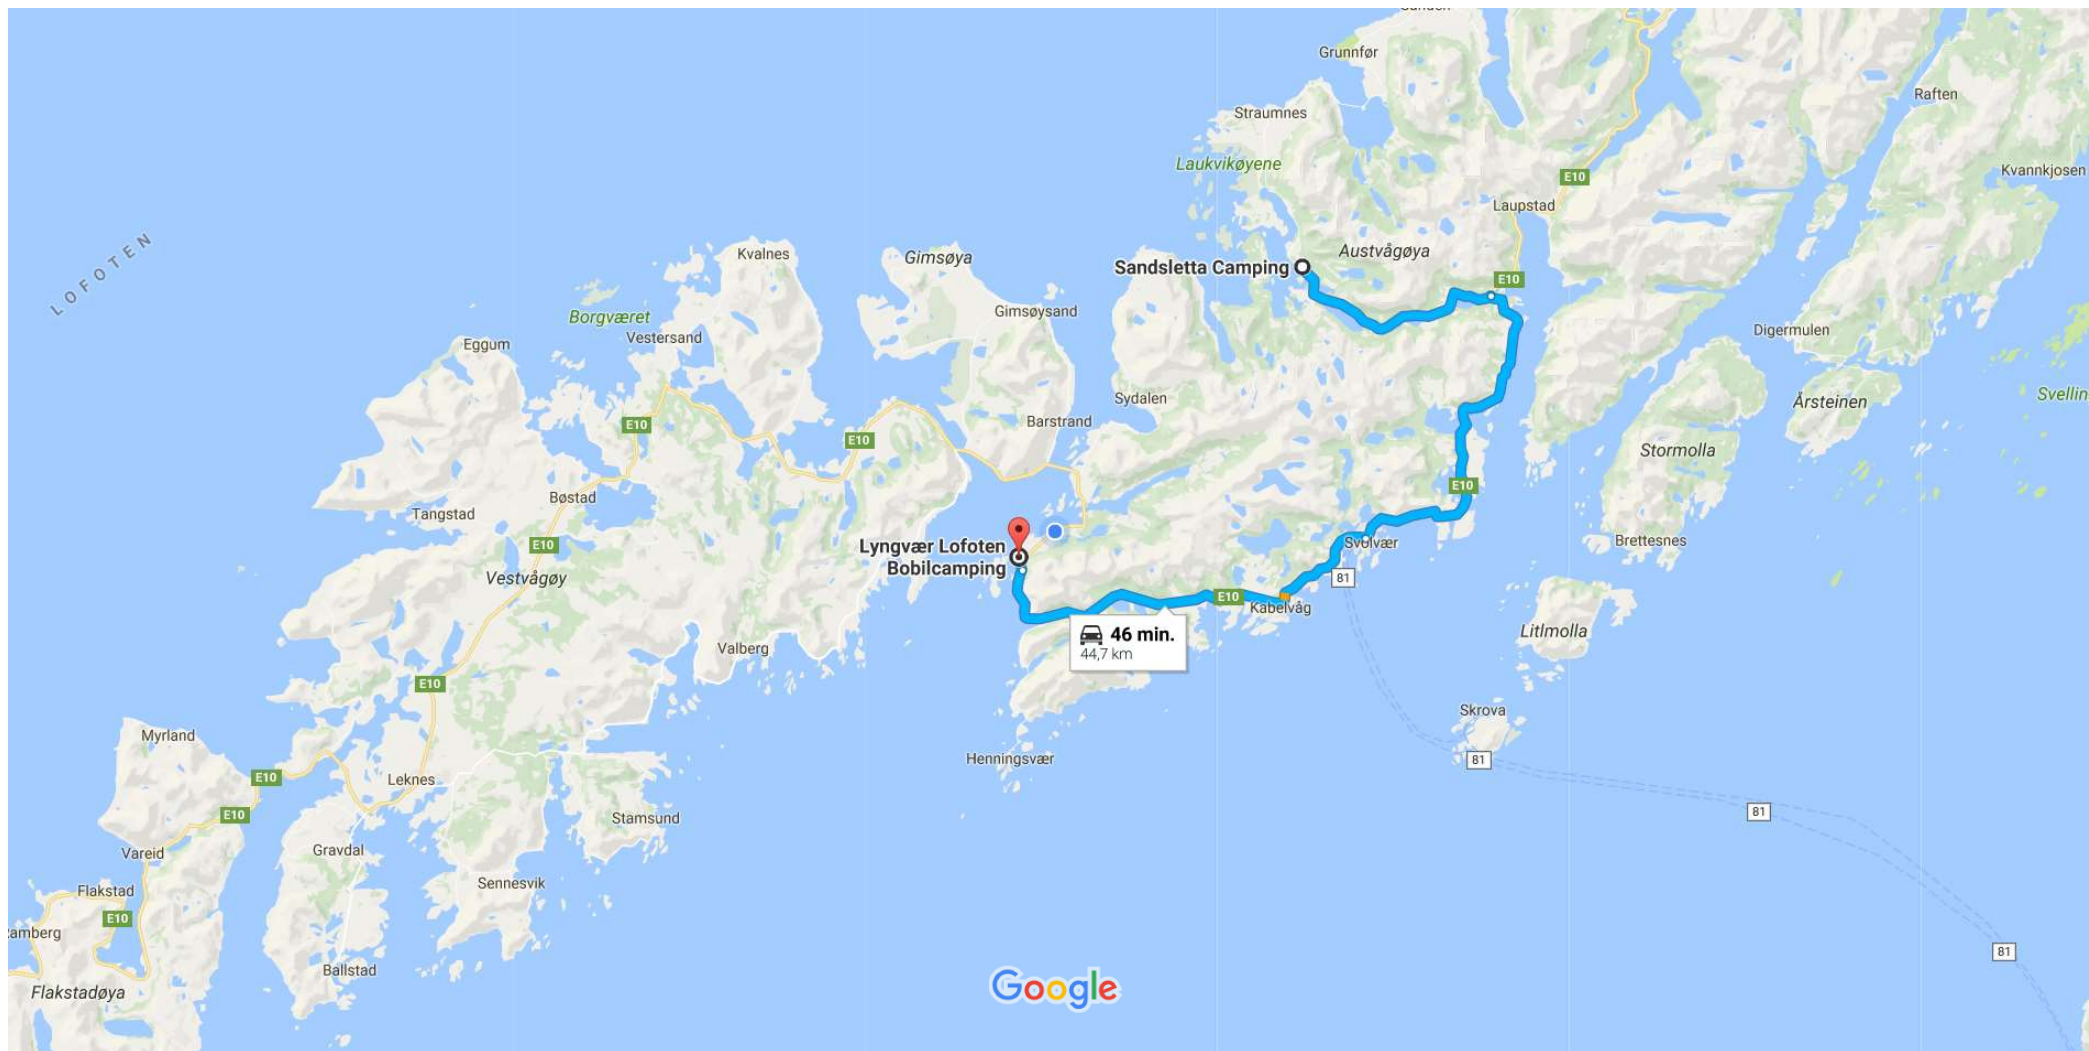 Grunnfør
Raften
Straumnes
Laukvikøyene
Kvannkjosen
E10
Laupstad
LOFOTEN
Kvalnes
Gimsøya
Austvågøya
Sandsletta Camping
E10
Borgværet
Gimsøysand
Vestersand
Digermulen
Eggum
Sydalen
Årsteinen
Svellin
E10
E10
Barstrand
Stormolla
Bøstad
E10
Tangstad
E10
Lyngvær Lofoten
Bobilcamping
Svolvær
Brettesnes
Vestvågøy
81
E10
Kabelvåg
46 min.
44,7 km
Litlmolla
Valberg
E10
Skrova
Myrland
Henningsvær
81
E10
Leknes
E10
Stamsund
81
Vareid
Gravdal
Flakstad
Sennesvik
E10
amberg
81
Ballstad
Flakstadøya
Google